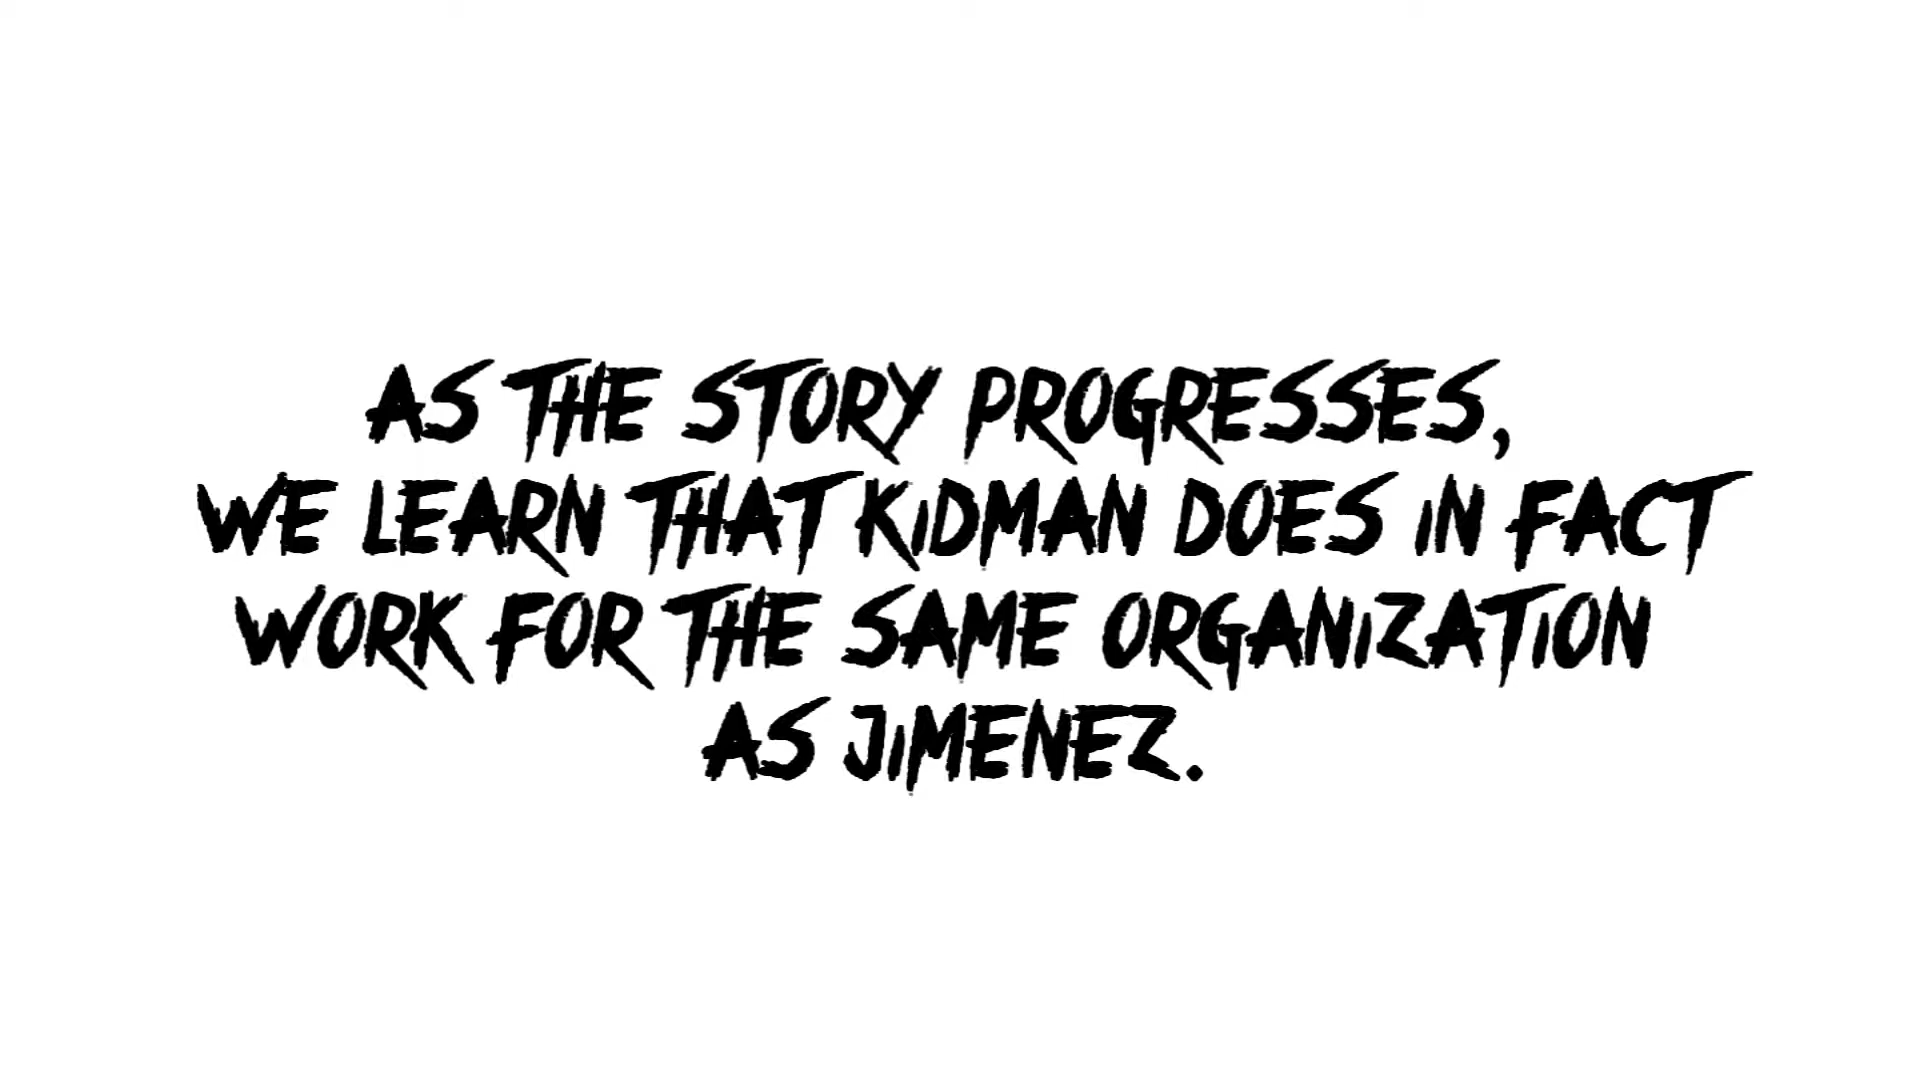 AS THE STORY PROGRESSES,
WE LEARN THAT KIDMAN DOES IN FACT
WORK FOR THE SAME ORGANIZATION
AS JIMENEZ.